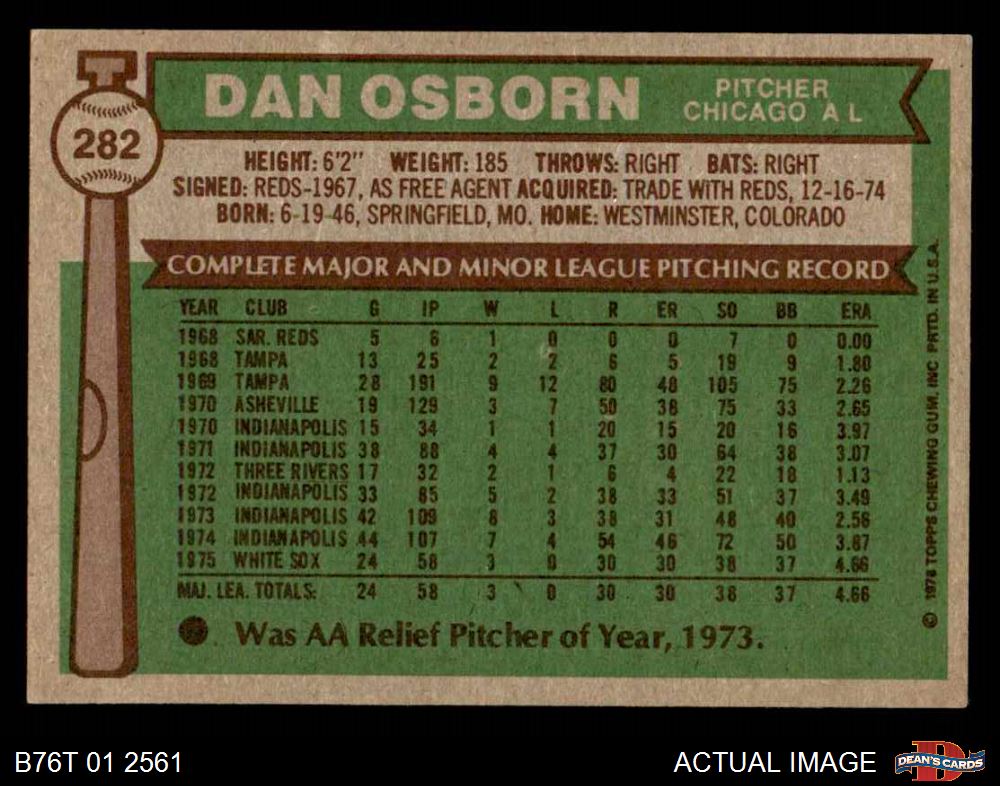 282
DAN OSBORN
PITCHER
CHICAGO A L
HEIGHT: 6'2" WEIGHT: 185 THROWS: RIGHT BATS: RIGHT
SIGNED: REDS-1967, AS FREE AGENT ACQUIRED: TRADE WITH REDS, 12-16-74
BORN: 6-19-46, SPRINGFIELD, MO. HOME: WESTMINSTER, COLORADO
COMPLETE MAJOR AND MINOR LEAGUE PITCHING RECORD
YEAR CLUB G IP W L R ER SO BB ERA
1968 SAR. REDS 5 6 1 0 0 0 7 0 0.00
1968 TAMPA 13 25 2 2 6 5 19 9 1.80
1969 TAMPA 28 191 9 12 80 48 105 75 2.26
1970 ASHEVILLE 19 129 3 7 50 38 75 33 2.65
1970 INDIANAPOLIS 15 34 1 1 20 15 20 16 3.97
1971 INDIANAPOLIS 38 88 4 4 37 30 64 38 3.07
1972 THREE RIVERS 17 32 2 1 6 4 22 18 1.13
1972 INDIANAPOLIS 33 85 5 2 38 33 51 37 3.49
1973 INDIANAPOLIS 42 109 8 3 38 31 48 40 2.56
1974 INDIANAPOLIS 44 107 7 4 54 46 72 50 3.87
1975 WHITE SOX 24 58 3 0 30 30 38 37 4.66
MAJ. LEA. TOTALS: 24 58 3 0 30 30 38 37 4.66
Was AA Relief Pitcher of Year, 1973.
© 1976 TOPPS CHEWING GUM, INC PRTD. IN U.S.A.
B76T 01 2561
ACTUAL IMAGE
D
DEAN'S CARDS